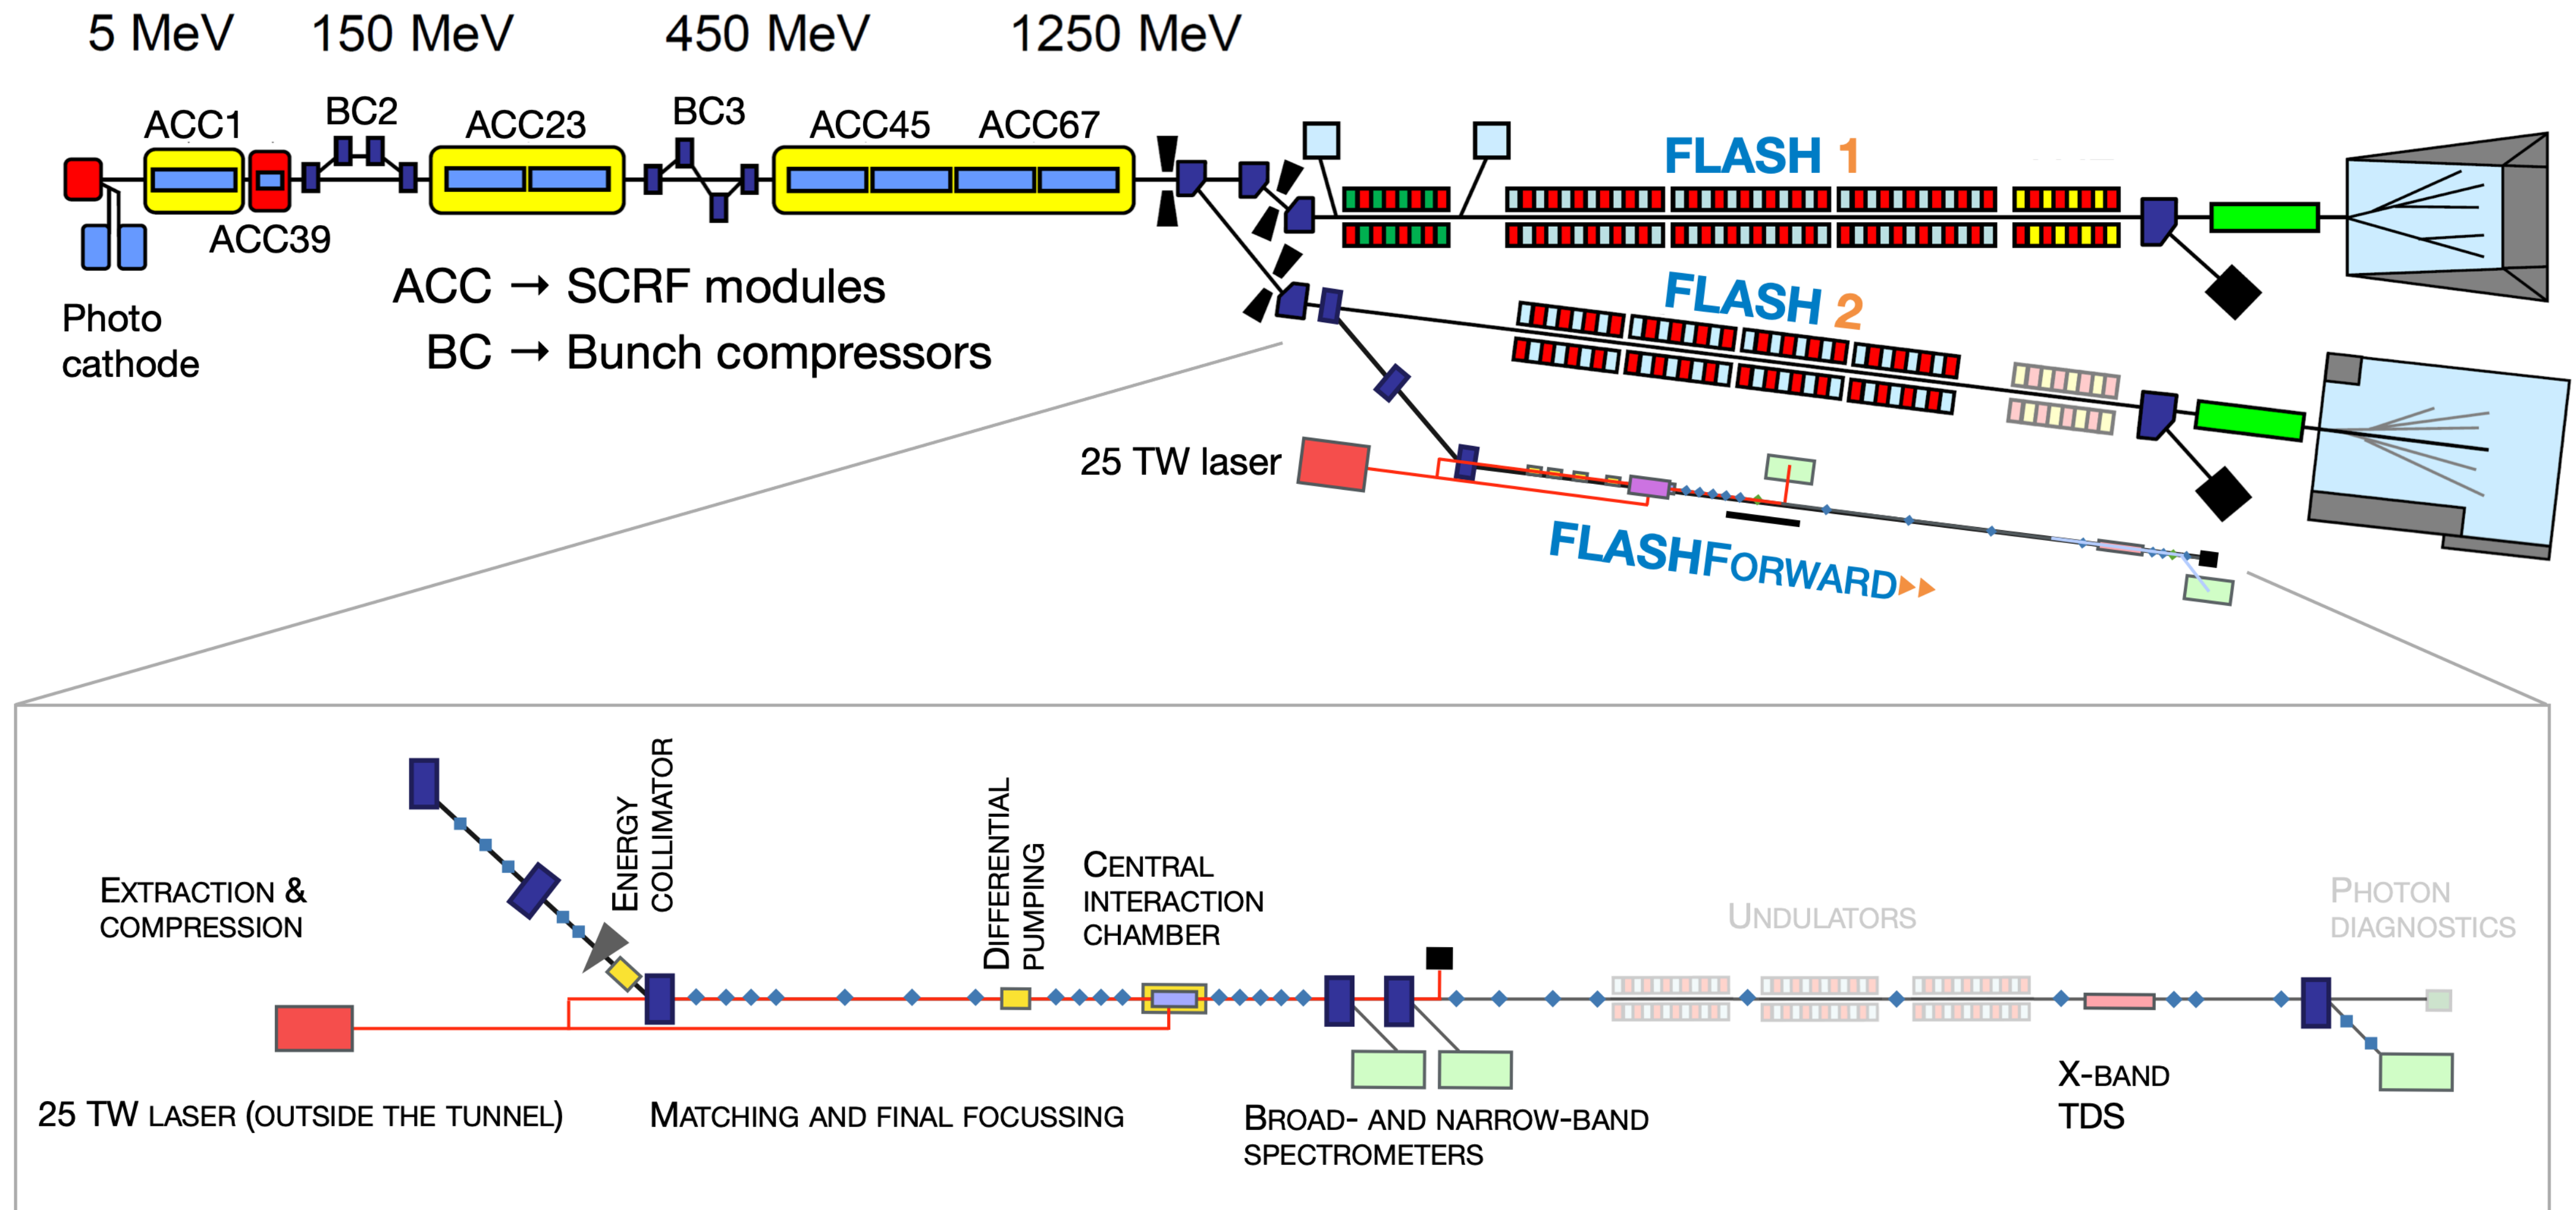 5 MeV
150 MeV
450 MeV
1250 MeV
ACC1
BC2
ACC23
BC3
ACC45
ACC67
ACC39
Photo
cathode
ACC → SCRF modules
BC → Bunch compressors
FLASH 1
FLASH 2
25 TW laser
FLASHFORWARD
EXTRACTION &
COMPRESSION
ENERGY
COLLIMATOR
DIFFERENTIAL
PUMPING
CENTRAL
INTERACTION
CHAMBER
UNDULATORS
PHOTON
DIAGNOSTICS
25 TW LASER (OUTSIDE THE TUNNEL)
MATCHING AND FINAL FOCUSSING
BROAD- AND NARROW-BAND
SPECTROMETERS
X-BAND
TDS